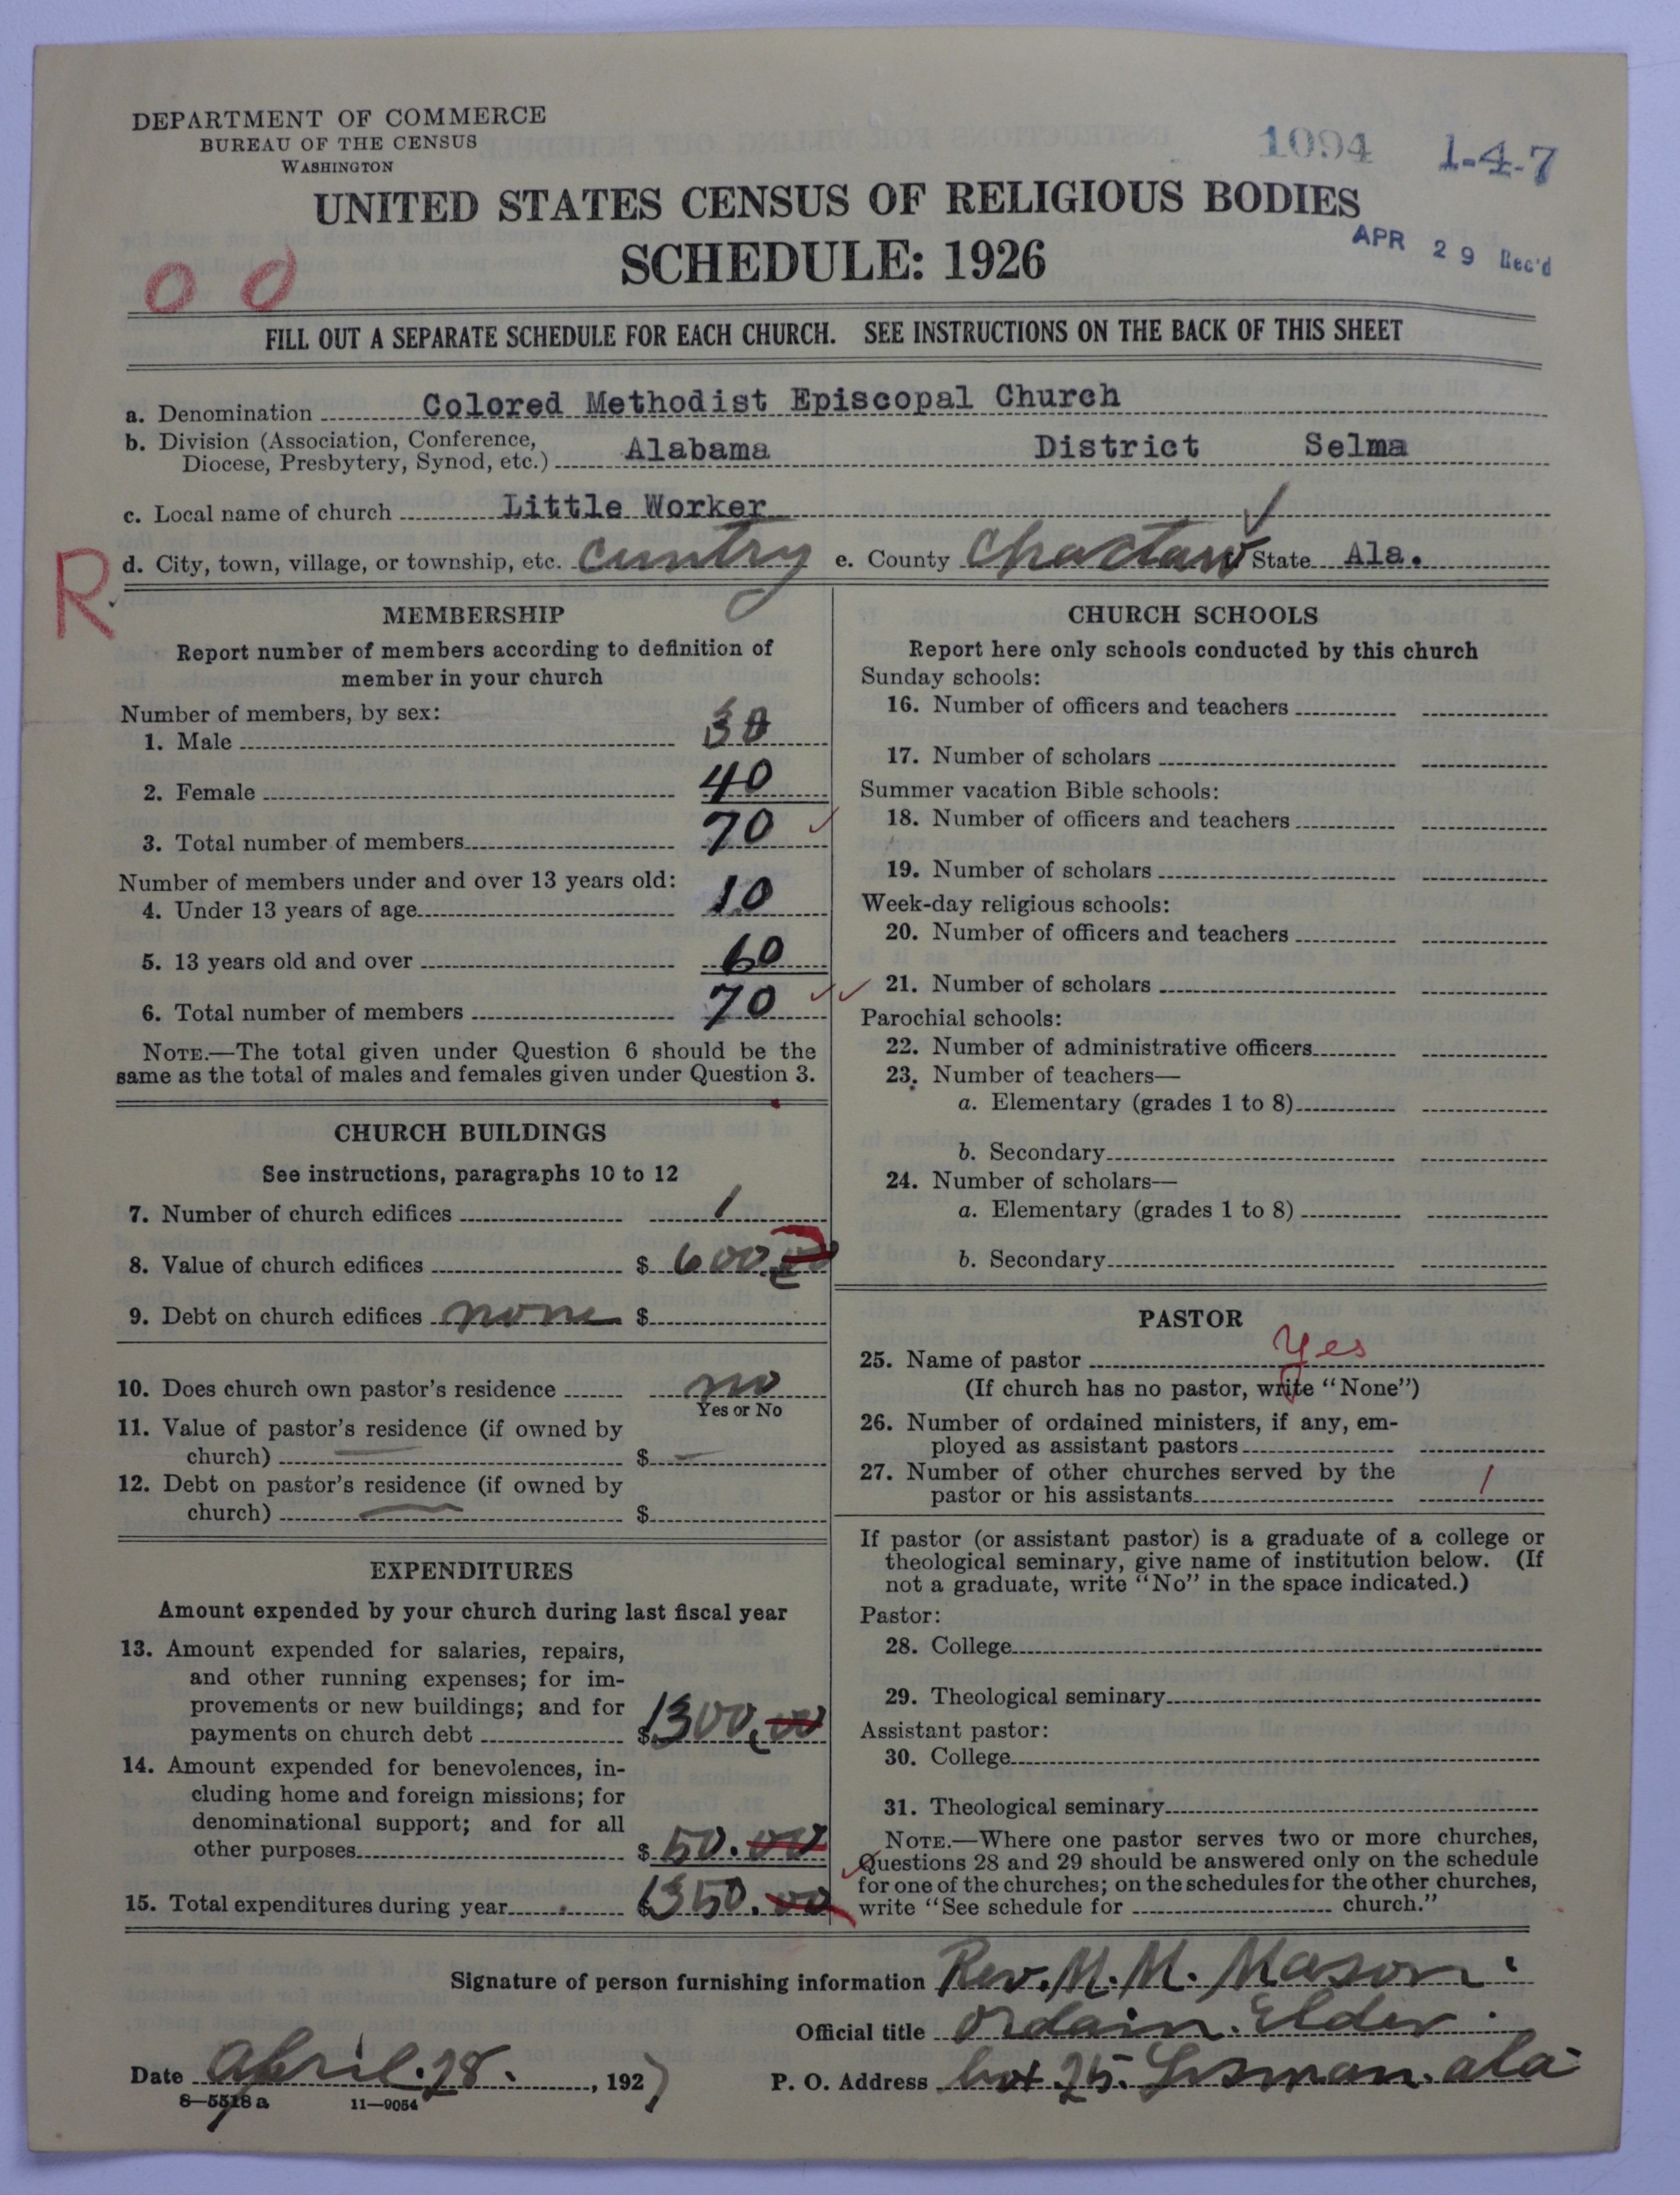 DEPARTMENT OF COMMERCE
BUREAU OF THE CENSUS
WASHINGTON
1094 1-4-7
UNITED STATES CENSUS OF RELIGIOUS BODIES
SCHEDULE: 1926
APR 29 Rec'd
0 0
FILL OUT A SEPARATE SCHEDULE FOR EACH CHURCH. SEE INSTRUCTIONS ON THE BACK OF THIS SHEET
a. Denomination Colored Methodist Episcopal Church
b. Division (Association, Conference,
Diocese, Presbytery, Synod, etc.) Alabama District Selma
c. Local name of church Little Worker
R
d. City, town, village, or township, etc. cuntry e. County Choctaw State Ala.
MEMBERSHIP
Report number of members according to definition of
member in your church
Number of members, by sex:
1. Male 30
2. Female 40
3. Total number of members 70
Number of members under and over 13 years old:
4. Under 13 years of age 10
5. 13 years old and over 60
6. Total number of members 70
NOTE.—The total given under Question 6 should be the
same as the total of males and females given under Question 3.
CHURCH BUILDINGS
See instructions, paragraphs 10 to 12
7. Number of church edifices 1
8. Value of church edifices $ 600.00
9. Debt on church edifices none $
10. Does church own pastor's residence no
Yes or No
11. Value of pastor's residence (if owned by
church) $ —
12. Debt on pastor's residence (if owned by
church) $
EXPENDITURES
Amount expended by your church during last fiscal year
13. Amount expended for salaries, repairs,
and other running expenses; for im-
provements or new buildings; and for
payments on church debt $ 1300.00
14. Amount expended for benevolences, in-
cluding home and foreign missions; for
denominational support; and for all
other purposes $ 50.00
15. Total expenditures during year $ 1350.00
CHURCH SCHOOLS
Report here only schools conducted by this church
Sunday schools:
16. Number of officers and teachers
17. Number of scholars
Summer vacation Bible schools:
18. Number of officers and teachers
19. Number of scholars
Week-day religious schools:
20. Number of officers and teachers
21. Number of scholars
Parochial schools:
22. Number of administrative officers
23. Number of teachers—
a. Elementary (grades 1 to 8)
b. Secondary
24. Number of scholars—
a. Elementary (grades 1 to 8)
b. Secondary
PASTOR
25. Name of pastor Yes
(If church has no pastor, write "None")
26. Number of ordained ministers, if any, em-
ployed as assistant pastors
27. Number of other churches served by the
pastor or his assistants 1
If pastor (or assistant pastor) is a graduate of a college or
theological seminary, give name of institution below. (If
not a graduate, write "No" in the space indicated.)
Pastor:
28. College
29. Theological seminary
Assistant pastor:
30. College
31. Theological seminary
NOTE.—Where one pastor serves two or more churches,
Questions 28 and 29 should be answered only on the schedule
for one of the churches; on the schedules for the other churches,
write "See schedule for church."
Signature of person furnishing information Rev. M. M. Mason
Official title Ordain. Elder.
Date April. 28. , 1927 P. O. Address box 25. Lisman. ala
8—5518 a 11—9054